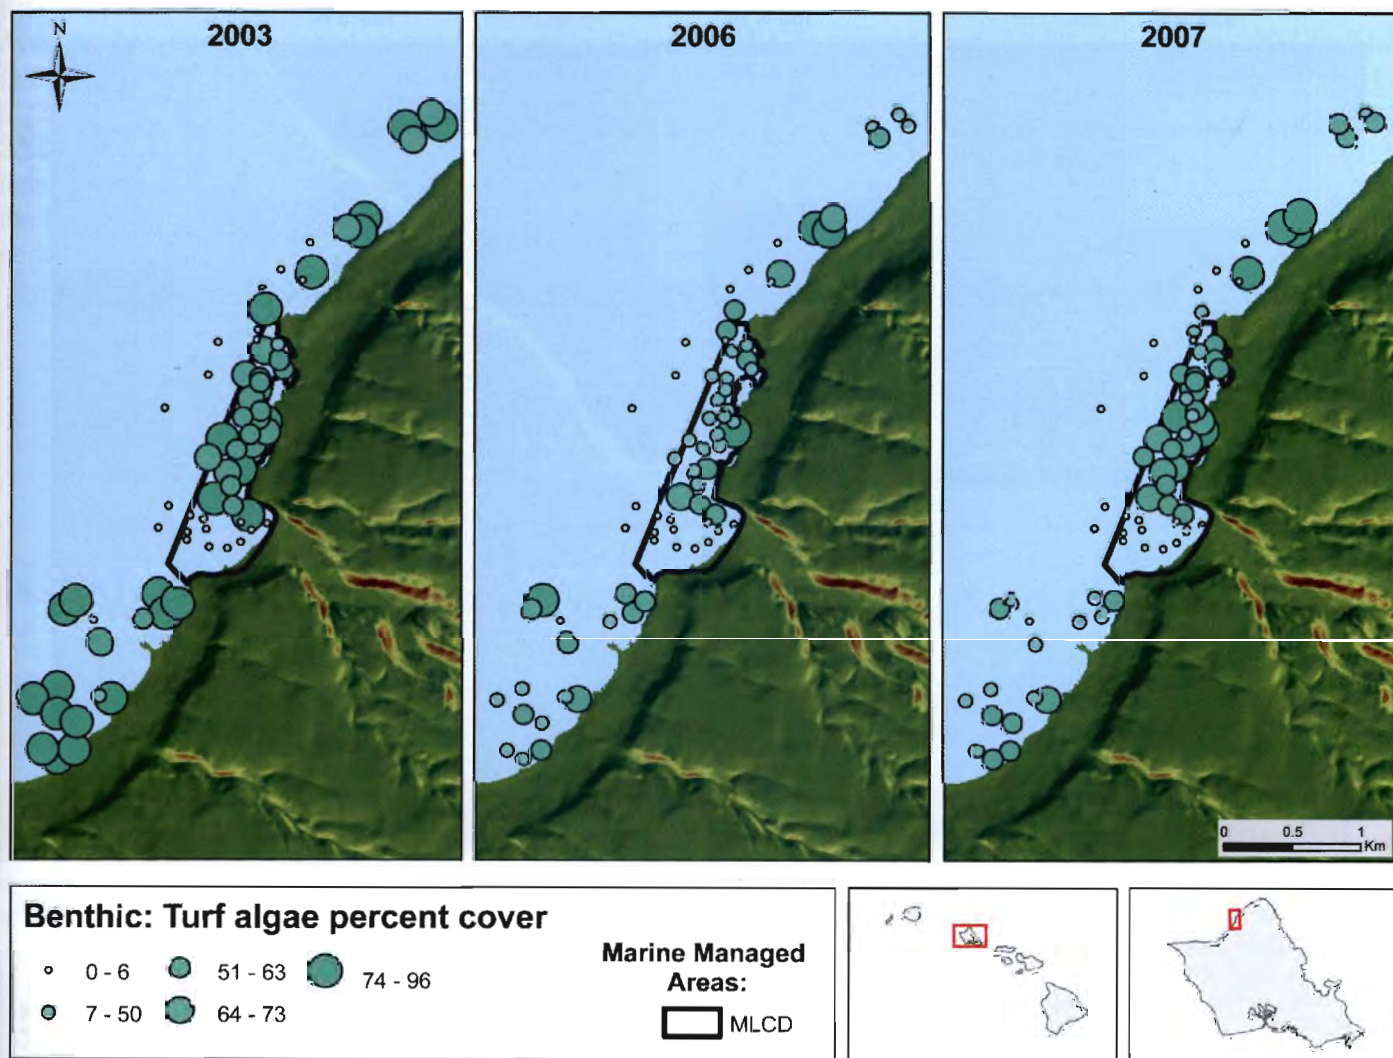 2003
2006
2007
N
0 0.5 1
Km
Benthic: Turf algae percent cover
0 - 6
51 - 63
74 - 96
7 - 50
64 - 73
Marine Managed
Areas:
MLCD